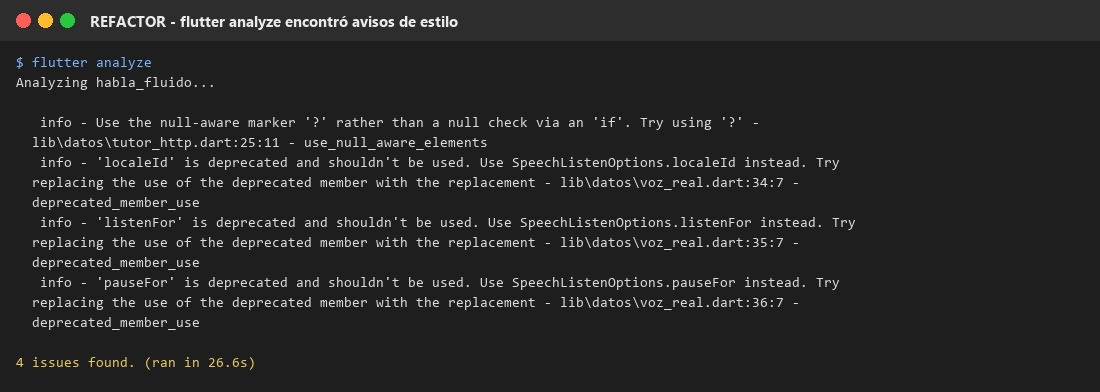 REFACTOR - flutter analyze encontró avisos de estilo
$ flutter analyze
Analyzing habla_fluido...
info - Use the null-aware marker '?' rather than a null check via an 'if'. Try using '?' -
lib\datos\tutor_http.dart:25:11 - use_null_aware_elements
info - 'localeId' is deprecated and shouldn't be used. Use SpeechListenOptions.localeId instead. Try
replacing the use of the deprecated member with the replacement - lib\datos\voz_real.dart:34:7 -
deprecated_member_use
info - 'listenFor' is deprecated and shouldn't be used. Use SpeechListenOptions.listenFor instead. Try
replacing the use of the deprecated member with the replacement - lib\datos\voz_real.dart:35:7 -
deprecated_member_use
info - 'pauseFor' is deprecated and shouldn't be used. Use SpeechListenOptions.pauseFor instead. Try
replacing the use of the deprecated member with the replacement - lib\datos\voz_real.dart:36:7 -
deprecated_member_use
4 issues found. (ran in 26.6s)